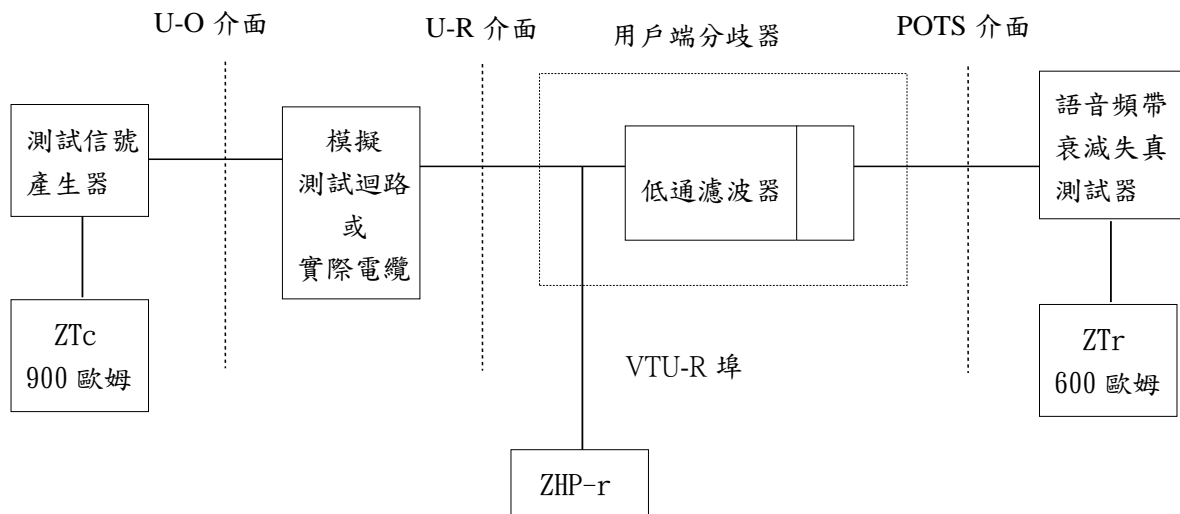 U-O 介面
U-R 介面
用戶端分歧器
POTS 介面
測試信號
產生器
模擬
測試迴路
或
實際電纜
低通濾波器
語音頻帶
衰減失真
測試器
ZTc
900 歐姆
VTU-R 埠
ZTr
600 歐姆
ZHP-r